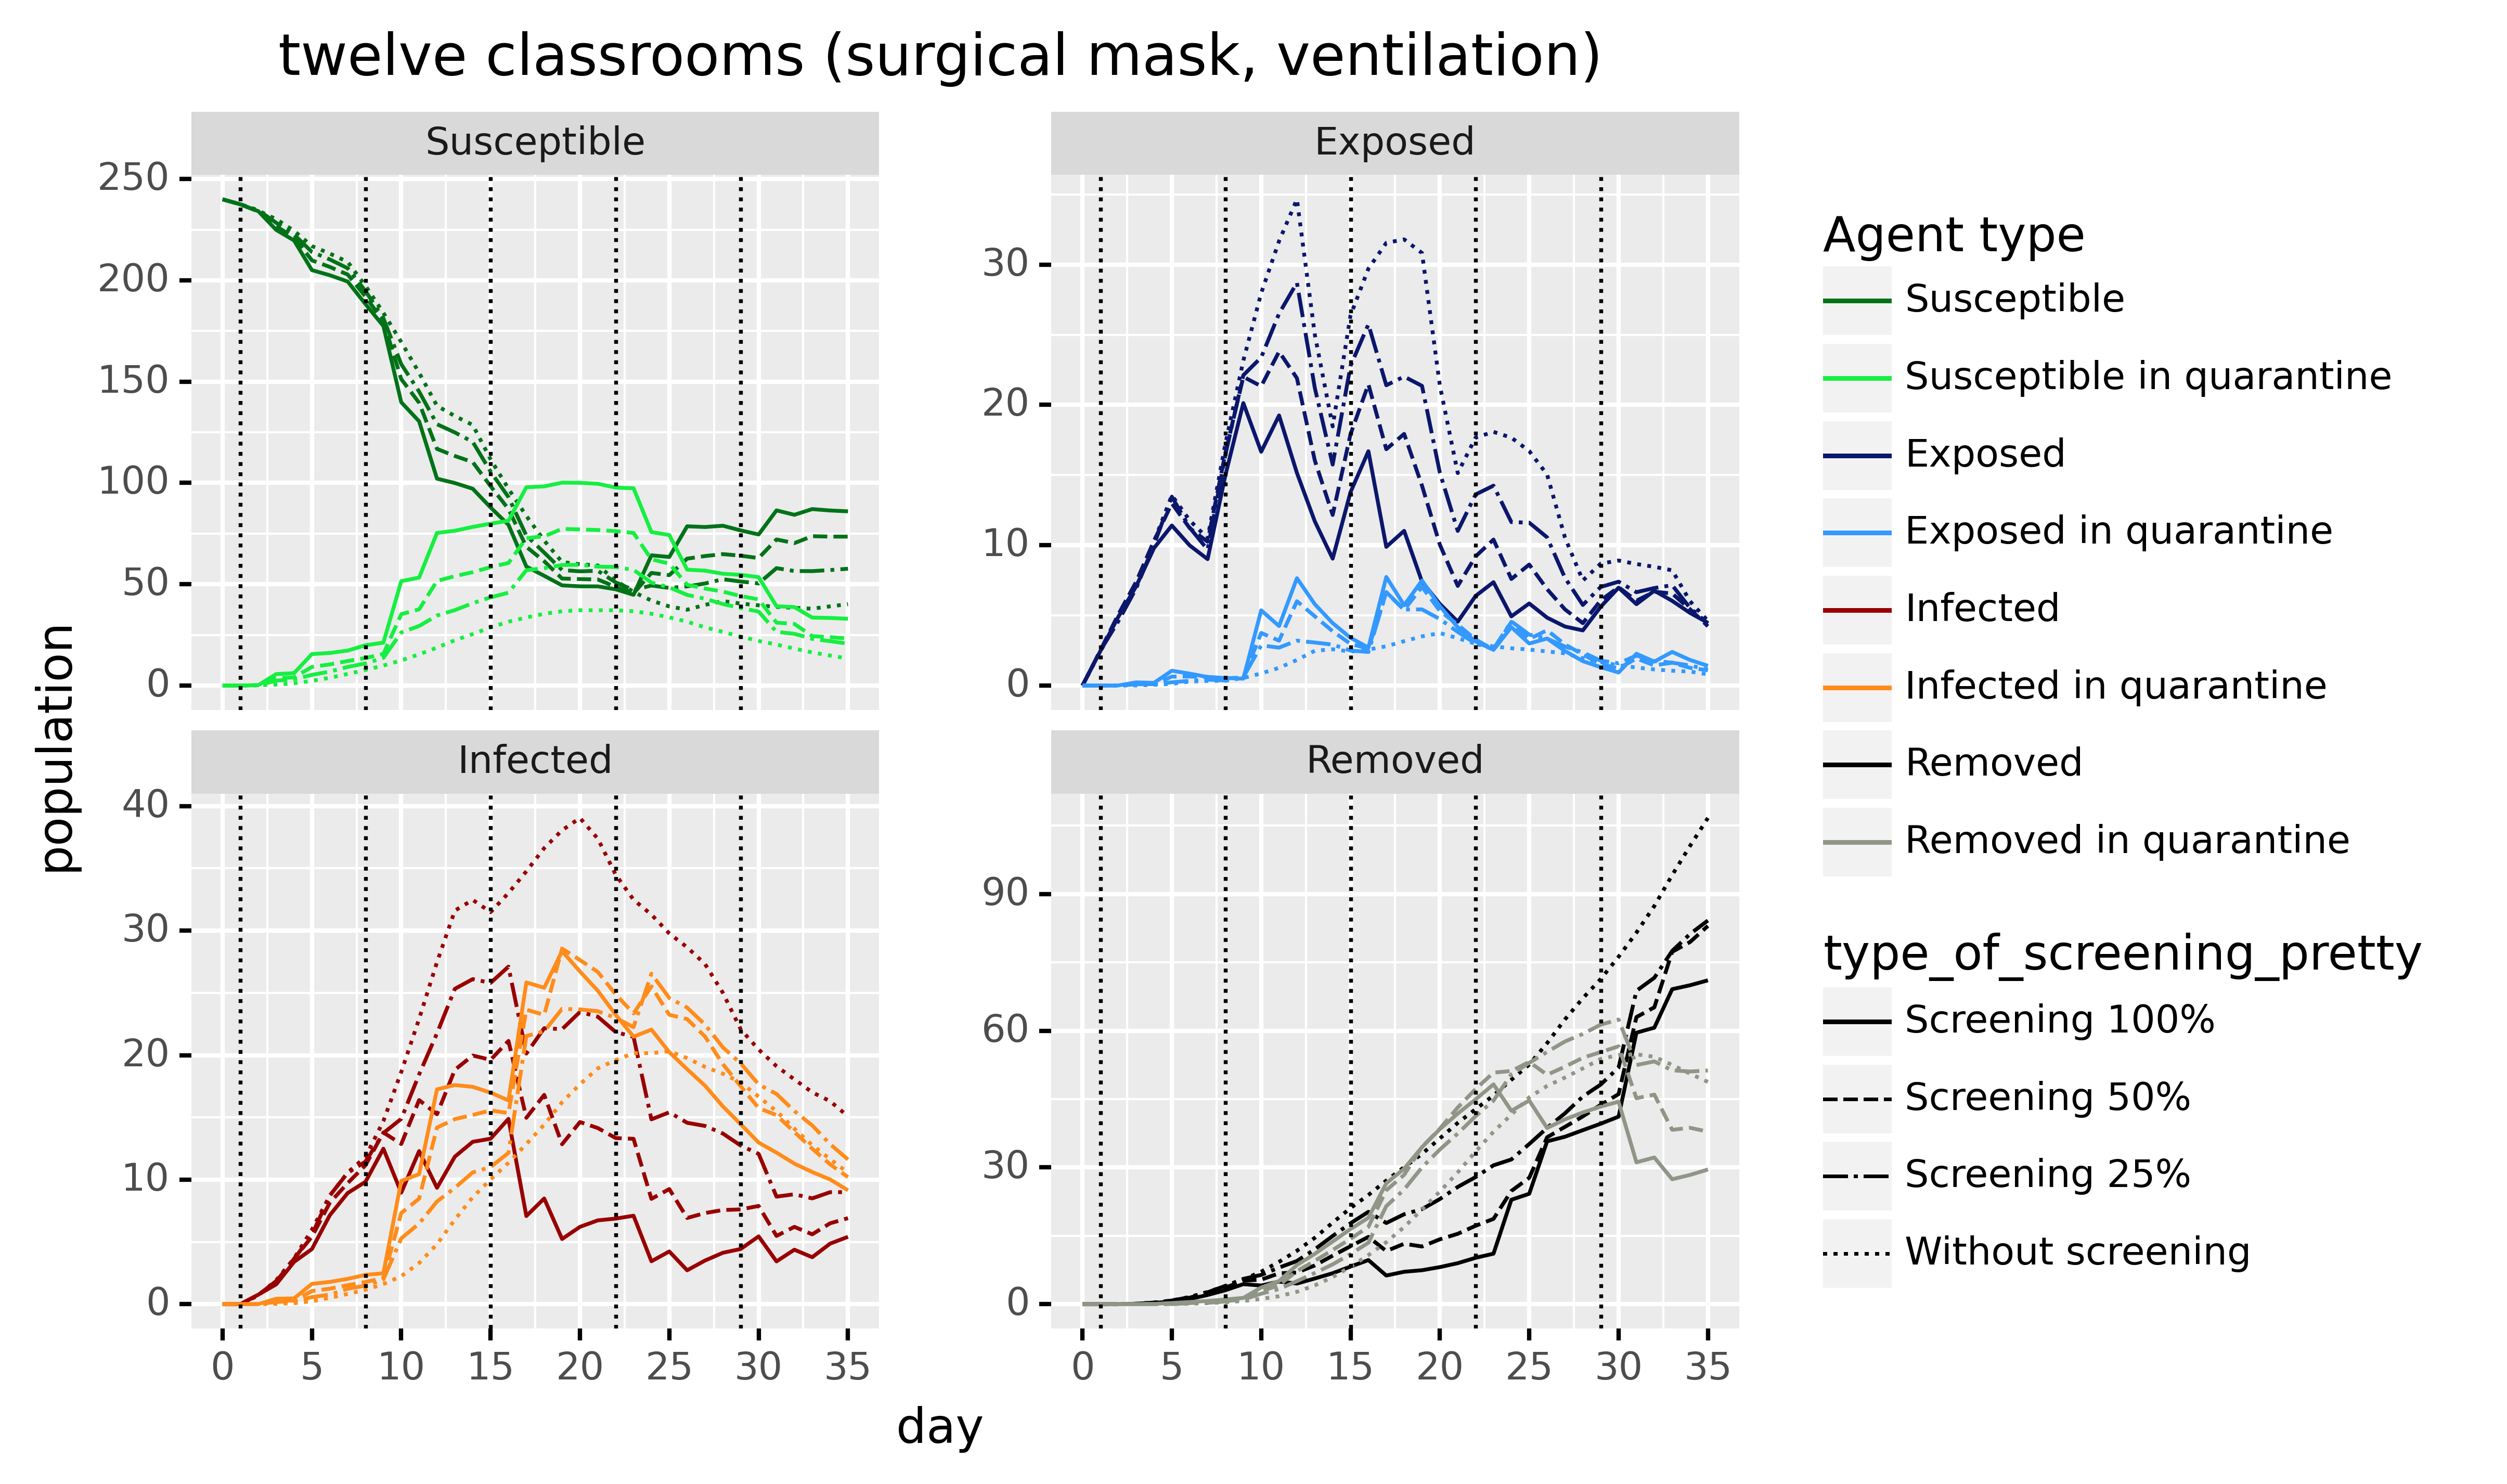 twelve classrooms (surgical mask, ventilation)
Susceptible
Exposed
250
200
150
100
50
0
30
20
10
0
Infected
Removed
40
30
20
10
0
90
60
30
0
0 5 10 15 20 25 30 35
0 5 10 15 20 25 30 35
population
day
Agent type
Susceptible
Susceptible in quarantine
Exposed
Exposed in quarantine
Infected
Infected in quarantine
Removed
Removed in quarantine
type_of_screening_pretty
Screening 100%
Screening 50%
Screening 25%
Without screening